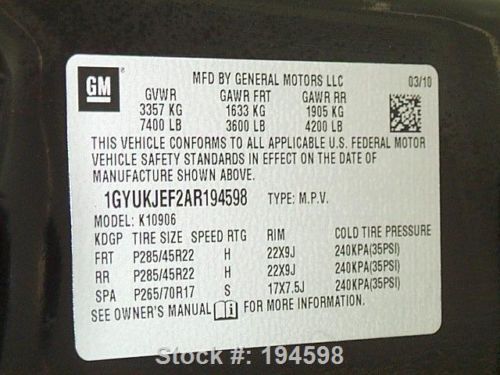 GM
MFD BY GENERAL MOTORS LLC
03/10
GVWR GAWR FRT GAWR RR
3357 KG 1633 KG 1905 KG
7400 LB 3600 LB 4200 LB
THIS VEHICLE CONFORMS TO ALL APPLICABLE U.S. FEDERAL MOTOR
VEHICLE SAFETY STANDARDS IN EFFECT ON THE DATE OF
MANUFACTURE SHOWN ABOVE.
1GYUKJEF2AR194598 TYPE: M.P.V.
MODEL: K10906
KDGP TIRE SIZE SPEED RTG RIM COLD TIRE PRESSURE
FRT P285/45R22 H 22X9J 240KPA(35PSI)
RR P285/45R22 H 22X9J 240KPA(35PSI)
SPA P265/70R17 S 17X7.5J 240KPA(35PSI)
SEE OWNER'S MANUAL FOR MORE INFORMATION.
Stock #: 194598